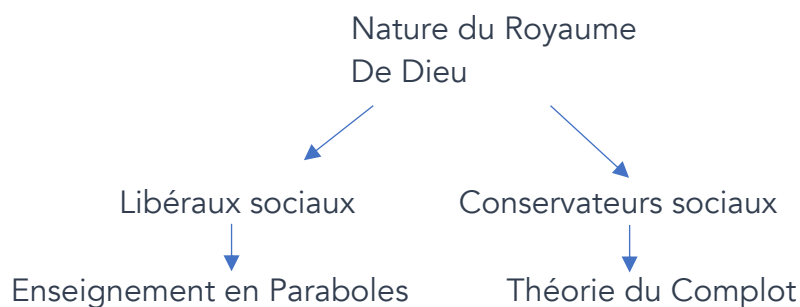 Nature du Royaume
De Dieu
Libéraux sociaux
Conservateurs sociaux
Enseignement en Paraboles
Théorie du Complot